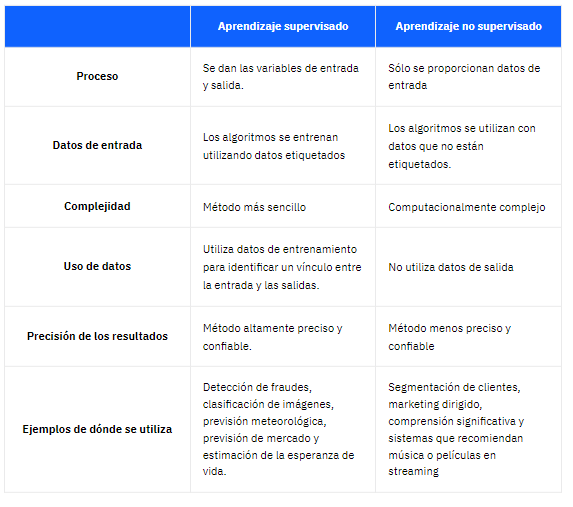 Aprendizaje supervisado
Aprendizaje no supervisado
Proceso
Se dan las variables de entrada
y salida.
Sólo se proporcionan datos de
entrada
Datos de entrada
Los algoritmos se entrenan
utilizando datos etiquetados
Los algoritmos se utilizan con
datos que no están
etiquetados.
Complejidad
Método más sencillo
Computacionalmente complejo
Uso de datos
Utiliza datos de entrenamiento
para identificar un vínculo entre
la entrada y las salidas.
No utiliza datos de salida
Precisión de los resultados
Método altamente preciso y
confiable.
Método menos preciso y
confiable
Ejemplos de dónde se utiliza
Detección de fraudes,
clasificación de imágenes,
previsión meteorológica,
previsión de mercado y
estimación de la esperanza de
vida.
Segmentación de clientes,
marketing dirigido,
comprensión significativa y
sistemas que recomiendan
música o películas en
streaming